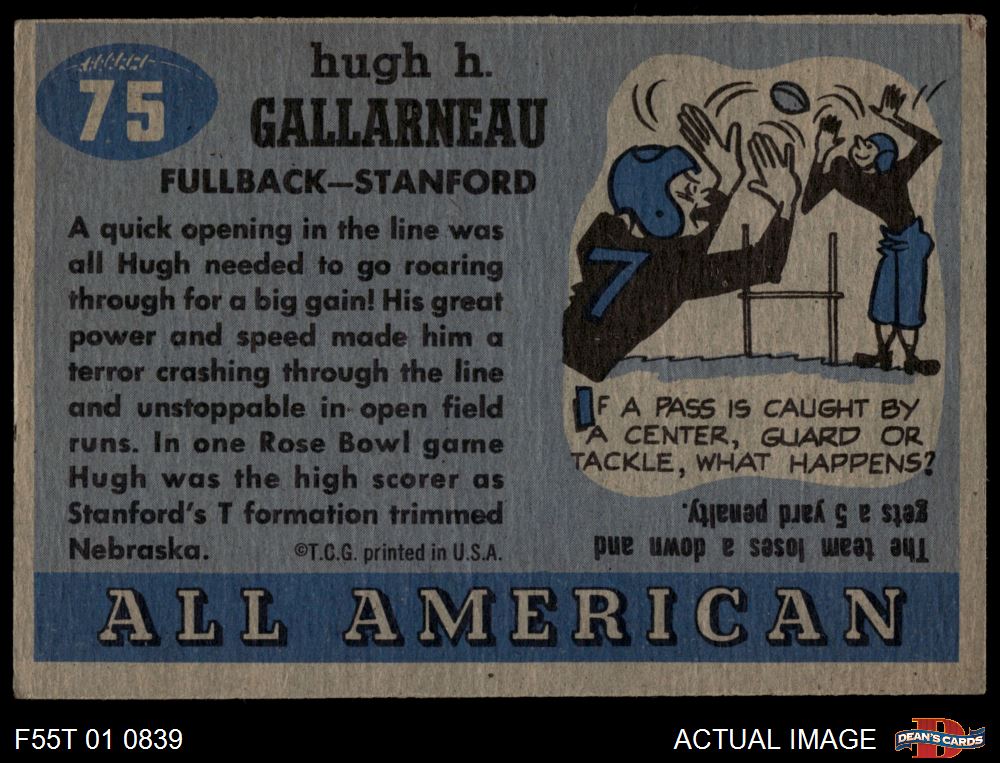 75
hugh h.
GALLARNEAU
FULLBACK—STANFORD
A quick opening in the line was
all Hugh needed to go roaring
through for a big gain! His great
power and speed made him a
terror crashing through the line
and unstoppable in open field
runs. In one Rose Bowl game
Hugh was the high scorer as
Stanford's T formation trimmed
Nebraska. ©T.C.G. printed in U.S.A.
7
IF A PASS IS CAUGHT BY
A CENTER, GUARD OR
TACKLE, WHAT HAPPENS?
The team loses a down and
gets a 5 yard penalty.
ALL AMERICAN
F55T 01 0839
ACTUAL IMAGE
D
DEAN'S CARDS